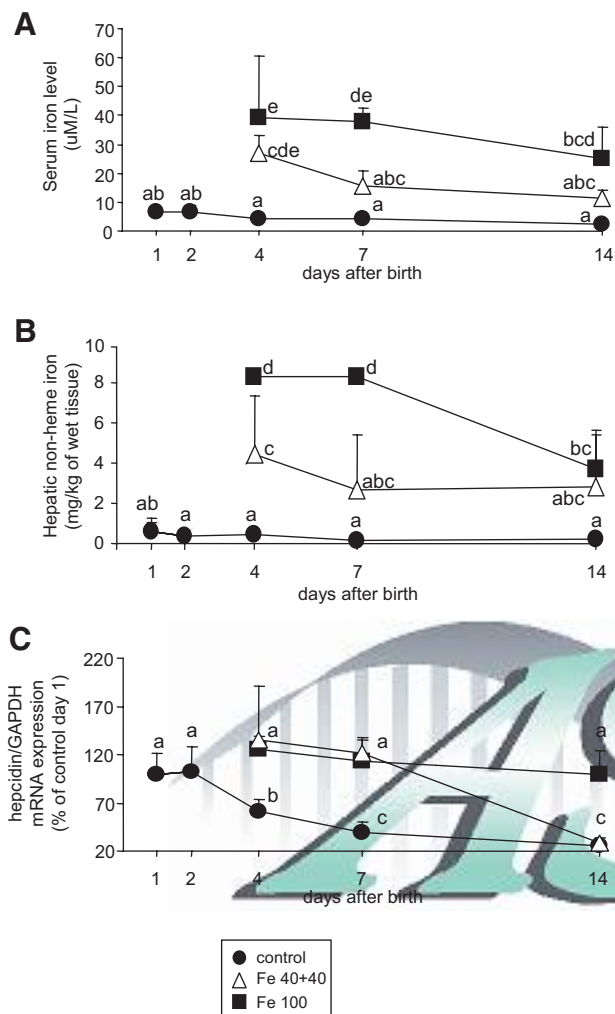 A
Serum iron level
(uM/L)
70
60
50
40
30
20
10
0
e
de
bcd
cde
abc
abc
ab
ab
a
a
a
1
2
4
7
14
days after birth
B
Hepatic non-heme iron
(mg/kg of wet tissue)
10
8
6
4
2
0
d
d
bc
c
abc
abc
ab
a
a
a
a
1
2
4
7
14
days after birth
C
hepcidin/GAPDH
mRNA expression
(% of control day 1)
220
170
120
70
20
a
a
a
a
a
b
c
c
1
2
4
7
14
days after birth
control
Fe 40+40
Fe 100